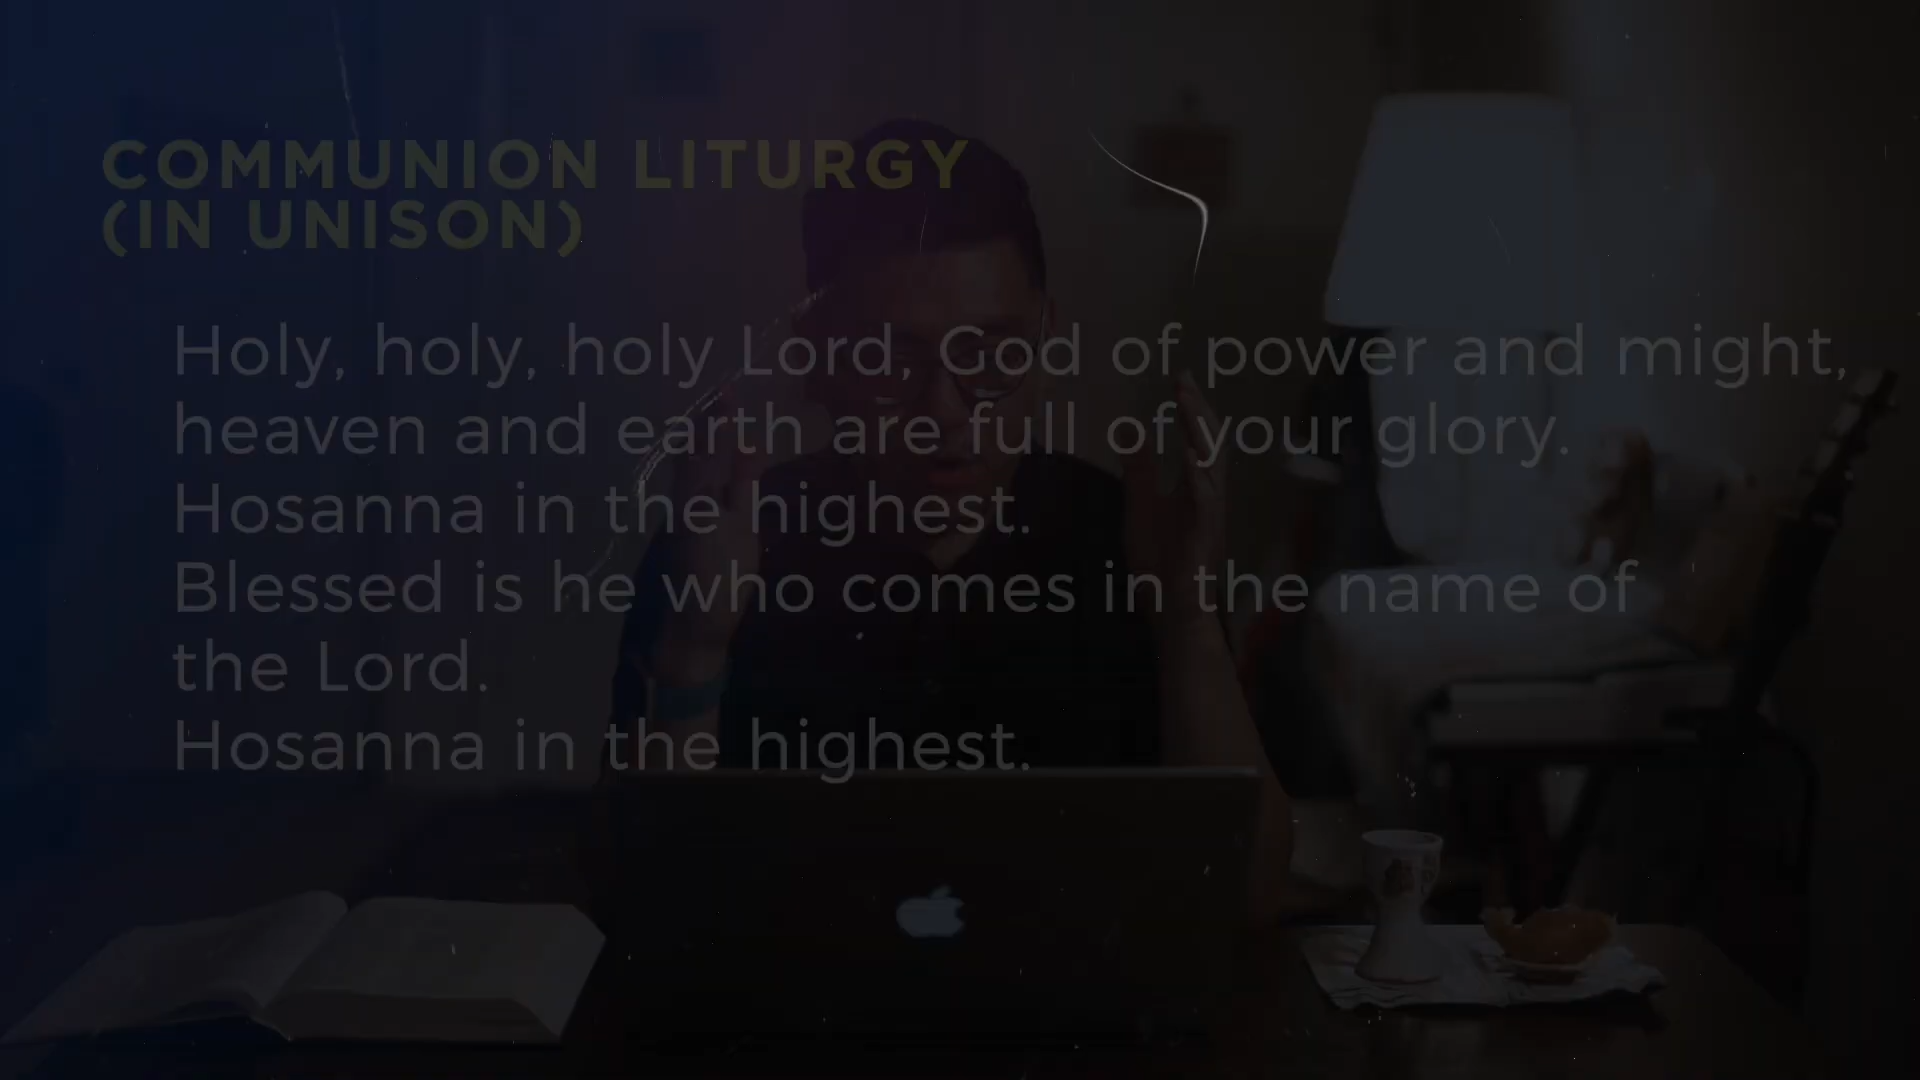 COMMUNION LITURGY
(IN UNISON)
Holy, holy, holy Lord, God of power and might,
heaven and earth are full of your glory.
Hosanna in the highest.
Blessed is he who comes in the name of
the Lord.
Hosanna in the highest.